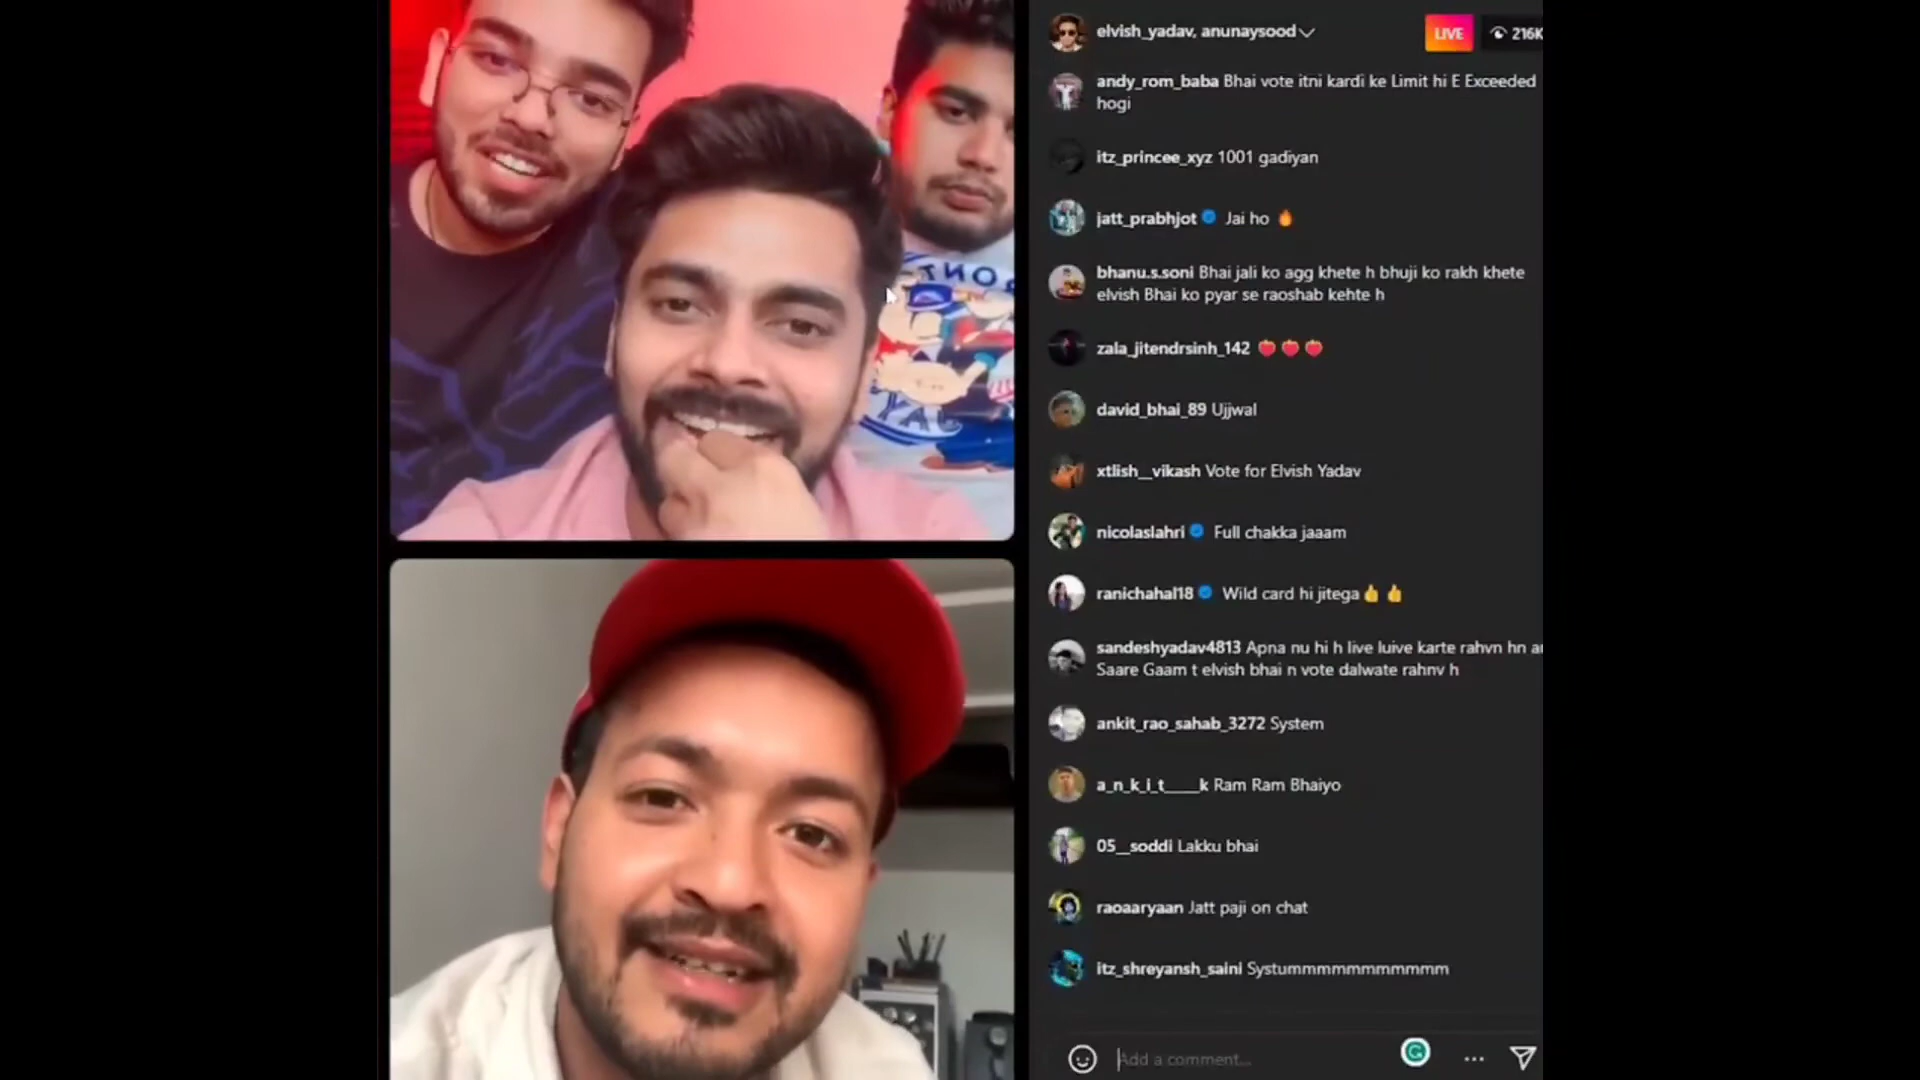 elvish_yadav, anunaysood
LIVE
216K
andy_rom_baba Bhai vote itni kardi ke Limit hi E Exceeded
hogi
itz_princee_xyz 1001 gadiyan
jatt_prabhjot Jai ho 🔥
bhanu.s.soni Bhai jali ko agg khete h bhuji ko rakh khete
elvish Bhai ko pyar se raoshab kehte h
zala_jitendrsinh_142 🍓🍓🍓
david_bhai_89 Ujjwal
xtlish__vikash Vote for Elvish Yadav
nicolaslahri Full chakka jaaam
ranichahal18 Wild card hi jitega👍👍
sandeshyadav4813 Apna nu hi h live luive karte rahvn hn
Saare Gaam t elvish bhai n vote dalwate rahnv h
ankit_rao_sahab_3272 System
a_n_k_i_t____k Ram Ram Bhaiyo
05__soddi Lakku bhai
raoaaryaan Jatt paji on chat
itz_shreyansh_saini Systummmmmmmmmmm
Add a comment...